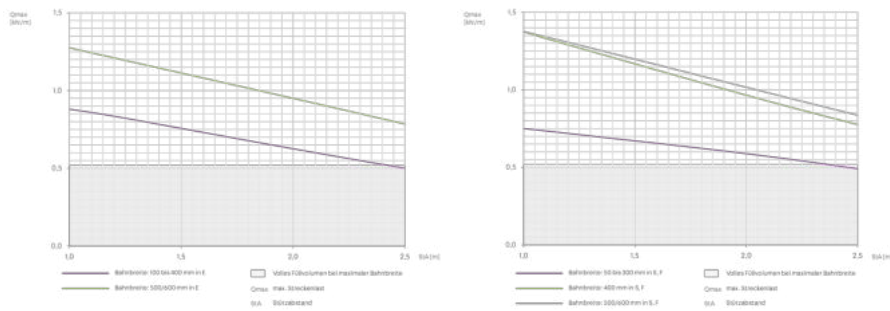 Qmax
[kN/m]
1,5
1,0
0,5
0,0
1,0
1,5
2,0
2,5
StA [m]
Bahnbreite: 100 bis 400 mm in E
Bahnbreite: 500/600 mm in E
Volles Füllvolumen bei maximaler Bahnbreite
Qmax max. Streckenlast
StA Stützabstand
Qmax
[kN/m]
1,5
1,0
0,5
0,0
1,0
1,5
2,0
2,5
StA [m]
Bahnbreite: 50 bis 300 mm in S, F
Bahnbreite: 400 mm in S, F
Bahnbreite: 500/600 mm in S, F
Volles Füllvolumen bei maximaler Bahnbreite
Qmax max. Streckenlast
StA Stützabstand